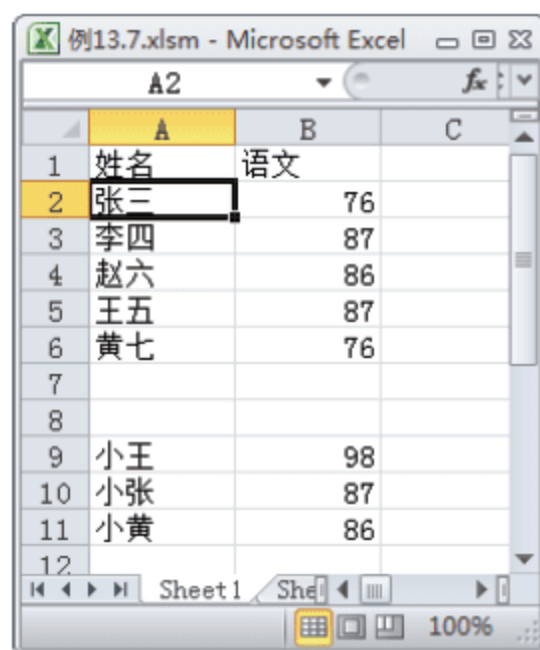 例13.7.xlsm - Microsoft Excel
A2 fx
A B C
1 姓名 语文
2 张三 76
3 李四 87
4 赵六 86
5 王五 87
6 黄七 76
7
8
9 小王 98
10 小张 87
11 小黄 86
12
Sheet1 She
100%